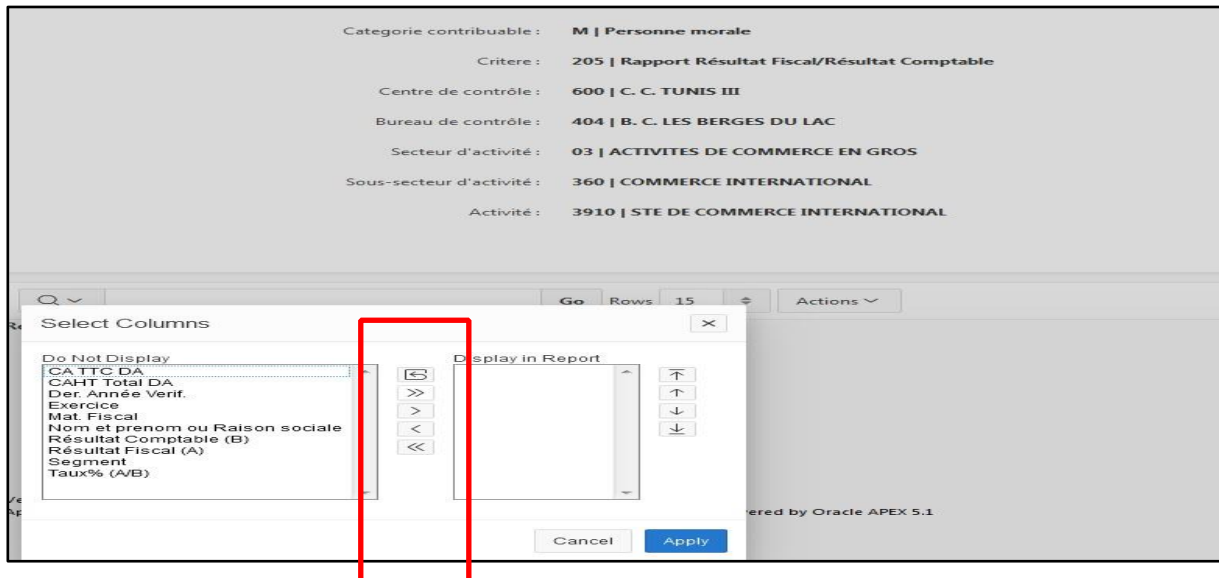 Categorie contribuable : M | Personne morale
Critere : 205 | Rapport Résultat Fiscal/Résultat Comptable
Centre de contrôle : 600 | C. C. TUNIS III
Bureau de contrôle : 404 | B. C. LES BERGES DU LAC
Secteur d'activité : 03 | ACTIVITES DE COMMERCE EN GROS
Sous-secteur d'activité : 360 | COMMERCE INTERNATIONAL
Activité : 3910 | STE DE COMMERCE INTERNATIONAL
Go Rows 15 Actions
Select Columns
Do Not Display Display in Report
CA TTC DA
CAHT Total DA
Der. Année Verif.
Exercice
Mat. Fiscal
Nom et prenom ou Raison sociale
Résultat Comptable (B)
Résultat Fiscal (A)
Segment
Taux% (A/B)
by Oracle APEX 5.1
Cancel Apply